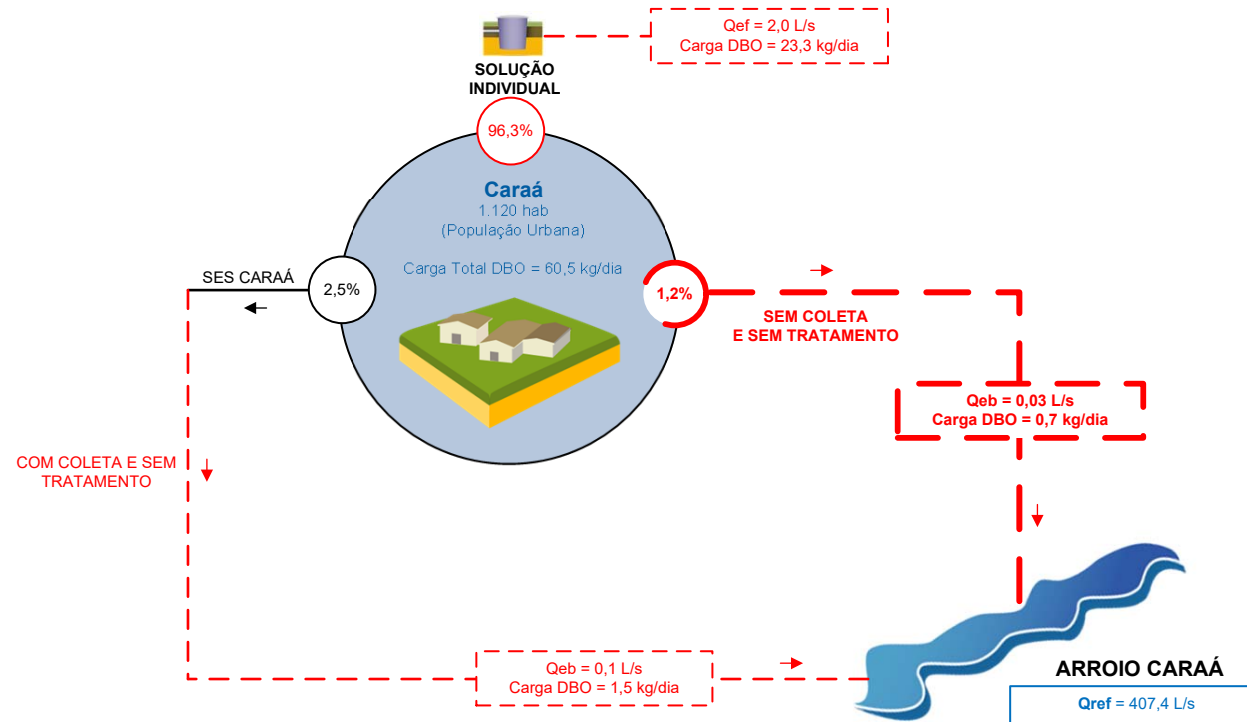 Qef = 2,0 L/s
Carga DBO = 23,3 kg/dia
SOLUÇÃO
INDIVIDUAL
96,3%
Caraá
1.120 hab
(População Urbana)
Carga Total DBO = 60,5 kg/dia
SES CARAÁ
2,5%
1,2%
SEM COLETA
E SEM TRATAMENTO
Qeb = 0,03 L/s
Carga DBO = 0,7 kg/dia
COM COLETA E SEM
TRATAMENTO
Qeb = 0,1 L/s
Carga DBO = 1,5 kg/dia
ARROIO CARAÁ
Qref = 407,4 L/s